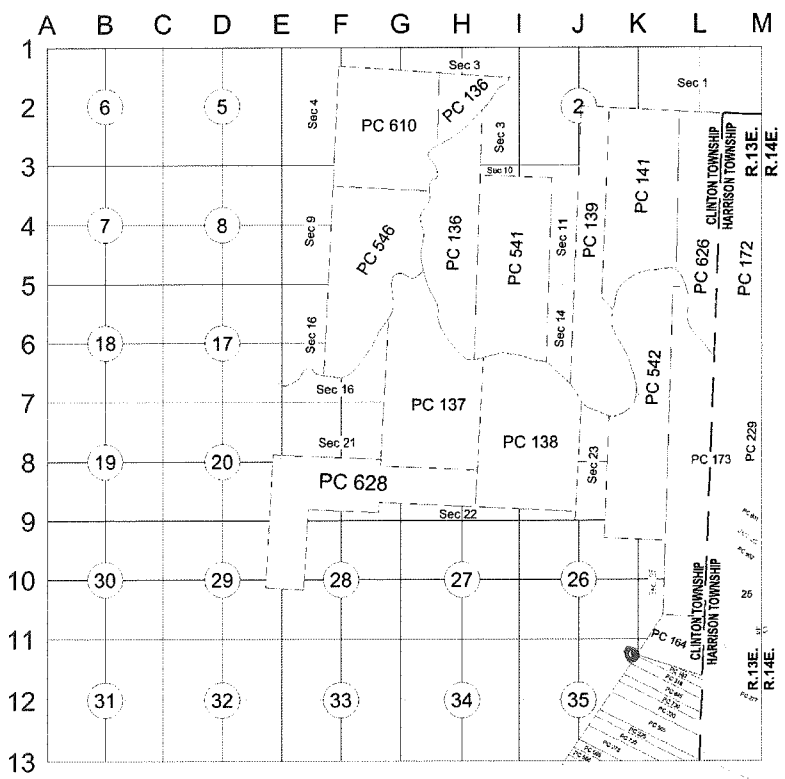 A B C D E F G H I J K L M
1
Sec 3
Sec 1
2
6
5
Sec 4
PC 610
PC 136
Sec 3
2
CLINTON TOWNSHIP
HARRISON TOWNSHIP
R.13E.
R.14E.
3
Sec 10
PC 141
4
7
8
Sec 9
PC 546
PC 136
PC 541
Sec 11
PC 139
PC 626
PC 172
5
6
18
17
Sec 16
Sec 14
PC 542
Sec 16
7
PC 137
PC 229
Sec 21
PC 138
8
19
20
Sec 23
PC 173
PC 628
9
Sec 22
10
30
29
28
27
26
25
CLINTON TOWNSHIP
HARRISON TOWNSHIP
11
PC 164
R.13E.
R.14E.
12
31
32
33
34
35
13